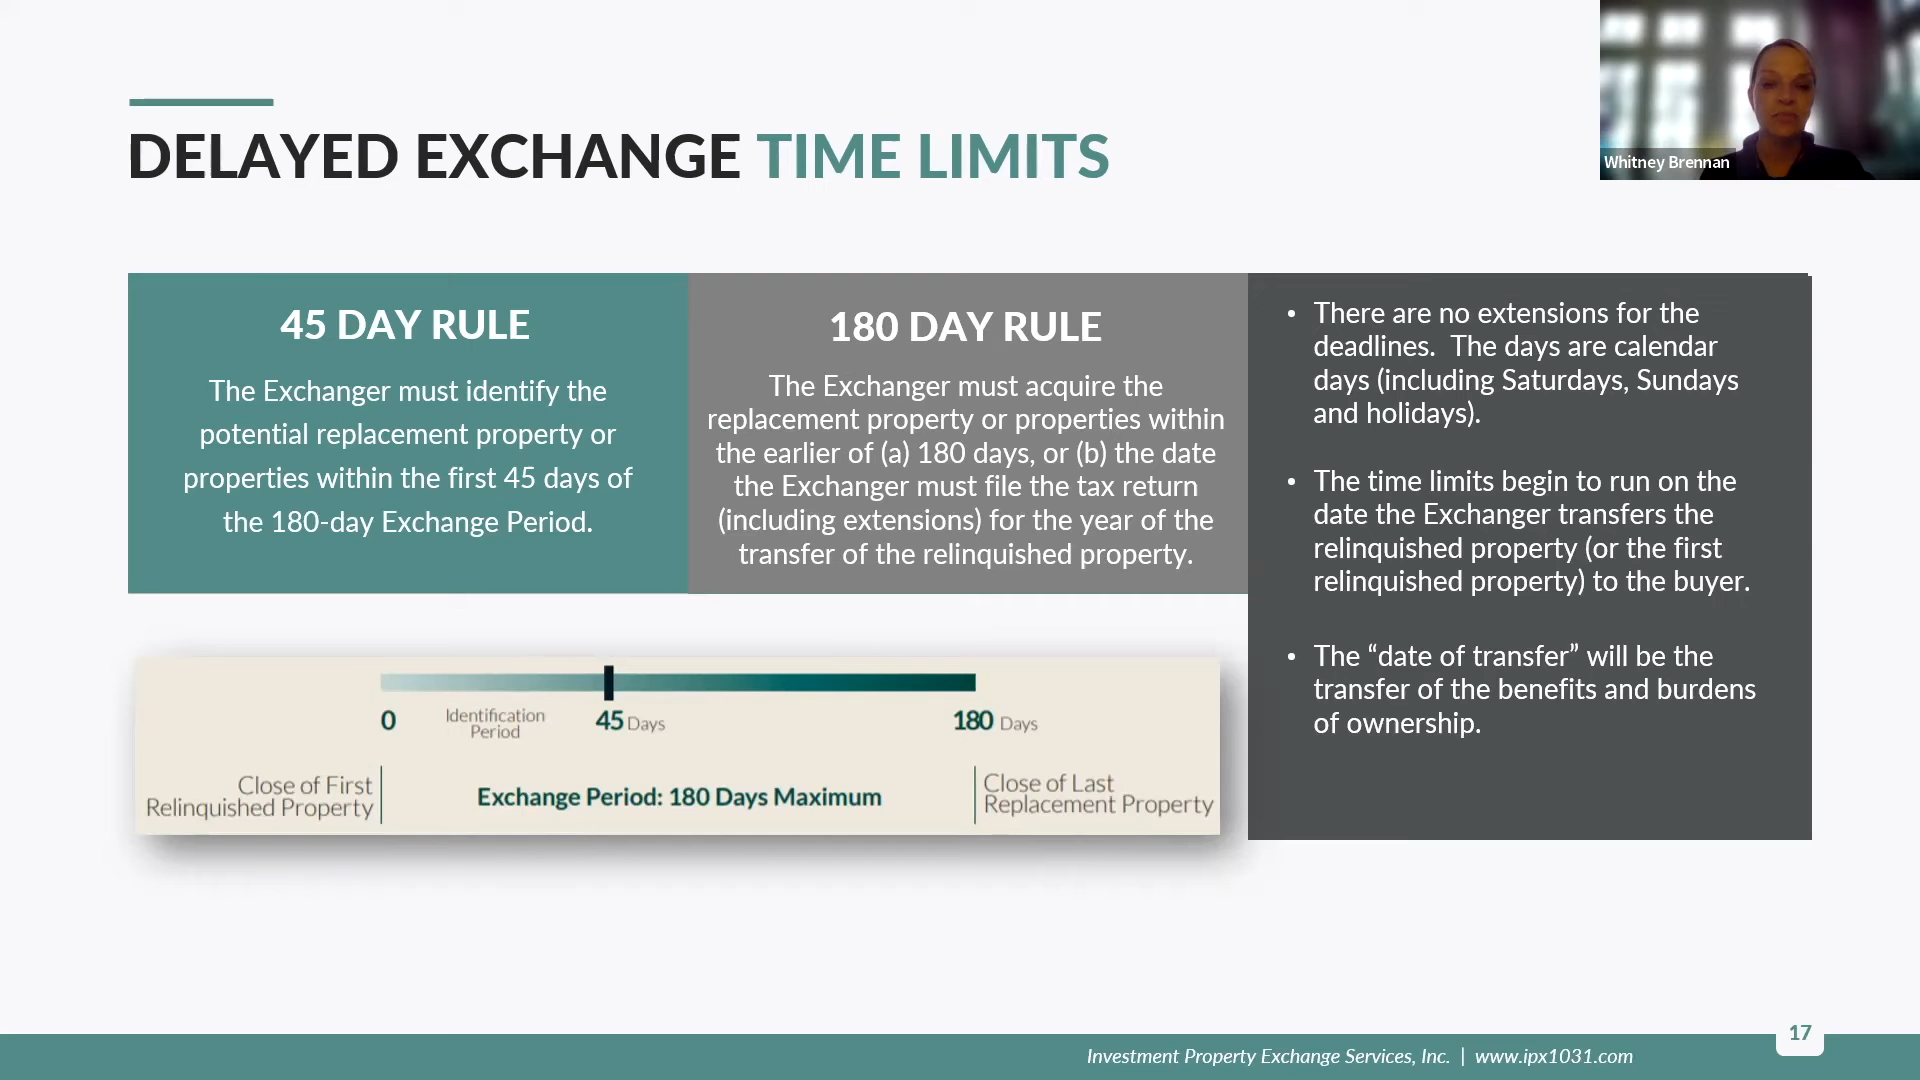 Whitney Brennan
DELAYED EXCHANGE TIME LIMITS
45 DAY RULE
The Exchanger must identify the
potential replacement property or
properties within the first 45 days of
the 180-day Exchange Period.
180 DAY RULE
The Exchanger must acquire the
replacement property or properties within
the earlier of (a) 180 days, or (b) the date
the Exchanger must file the tax return
(including extensions) for the year of the
transfer of the relinquished property.
• There are no extensions for the
deadlines.  The days are calendar
days (including Saturdays, Sundays
and holidays).
• The time limits begin to run on the
date the Exchanger transfers the
relinquished property (or the first
relinquished property) to the buyer.
• The “date of transfer” will be the
transfer of the benefits and burdens
of ownership.
0
Identification
Period
45 Days
180 Days
Close of First
Relinquished Property
Exchange Period: 180 Days Maximum
Close of Last
Replacement Property
17
Investment Property Exchange Services, Inc. | www.ipx1031.com